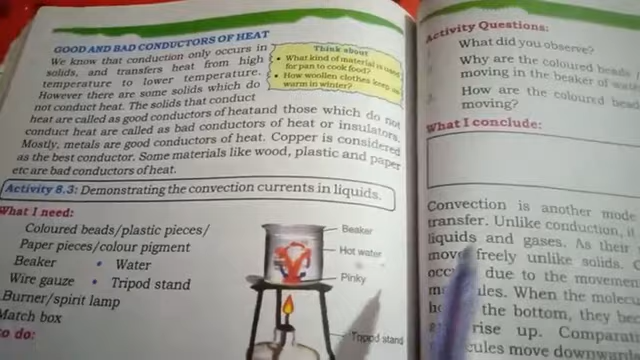 GOOD AND BAD CONDUCTORS OF HEAT
We know that conduction only occurs in
solids, and transfers heat from high
temperature to lower temperature.
However there are some solids which do
not conduct heat. The solids that conduct
heat are called as good conductors of heatand those which do not
conduct heat are called as bad conductors of heat or insulators.
Mostly, metals are good conductors of heat. Copper is considered
as the best conductor. Some materials like wood, plastic and paper
etc are bad conductors of heat.
Think about
• What kind of material is used
for pan to cook food?
• How woollen clothes keep us
warm in winter?
Activity 8.3: Demonstrating the convection currents in liquids.
What I need:
Coloured beads/plastic pieces/
Paper pieces/colour pigment
Beaker • Water
Wire gauze • Tripod stand
Burner/spirit lamp
Match box
to do:
Beaker
Hot water
Pinky
Tripod stand
Activity Questions:
What did you observe?
Why are the coloured beads
moving in the beaker of
How are the coloured
moving?
What I conclude:
Convection is another mode
transfer. Unlike conduction, it
liquids and gases. As their
move freely unlike solids.
due to the movement
When the
the bottom, they
rise up.
move downward